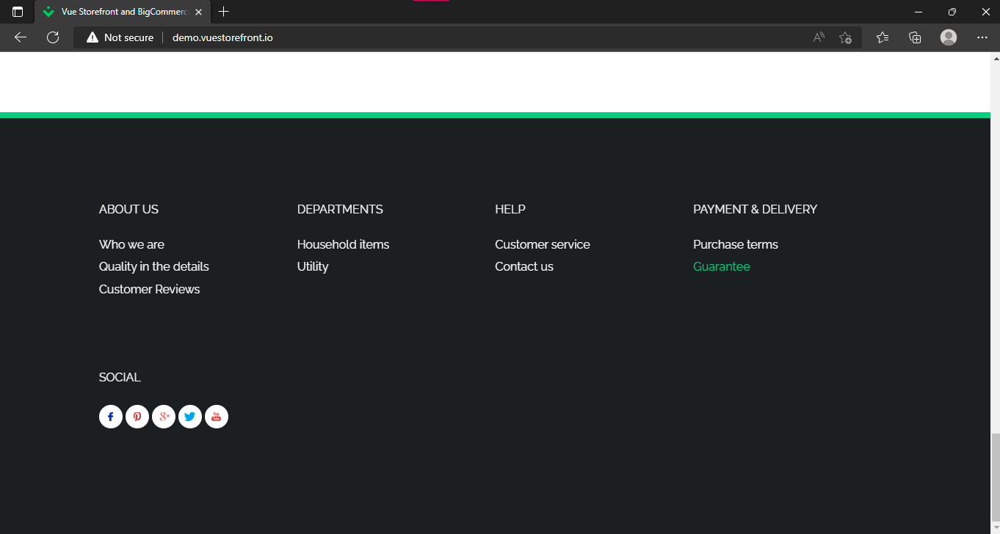 Vue Storefront and BigCommerc
Not secure
demo.vuestorefront.io
ABOUT US
Who we are
Quality in the details
Customer Reviews
DEPARTMENTS
Household items
Utility
HELP
Customer service
Contact us
PAYMENT & DELIVERY
Purchase terms
Guarantee
SOCIAL